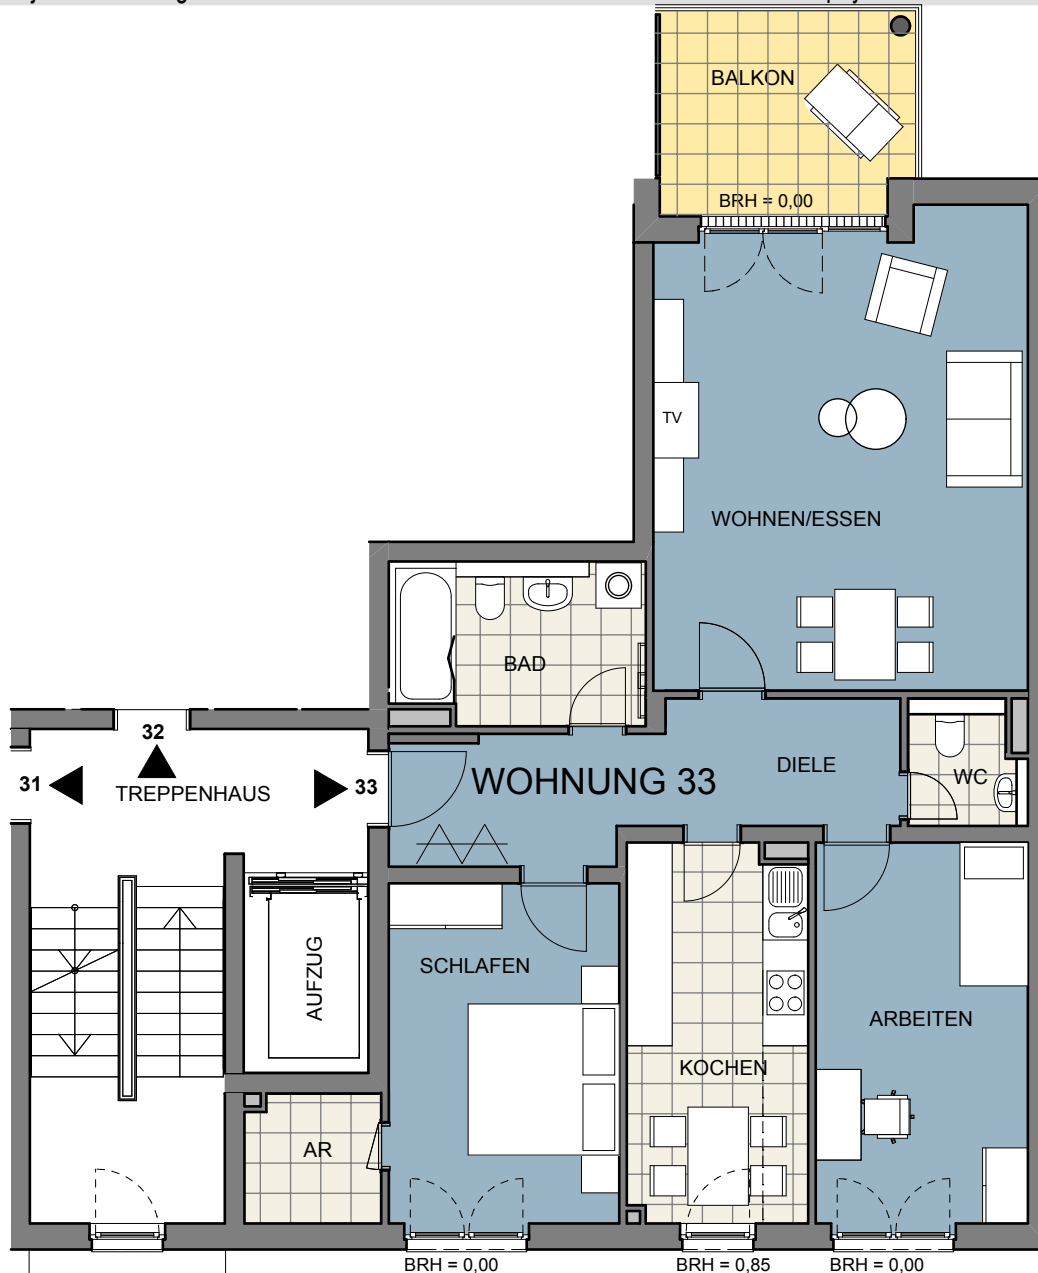 BALKON
BRH = 0,00
TV
WOHNEN/ESSEN
BAD
32
31
TREPPENHAUS
33
WOHNUNG 33
DIELE
WC
AUFZUG
SCHLAFEN
ARBEITEN
KOCHEN
AR
BRH = 0,00
BRH = 0,85
BRH = 0,00